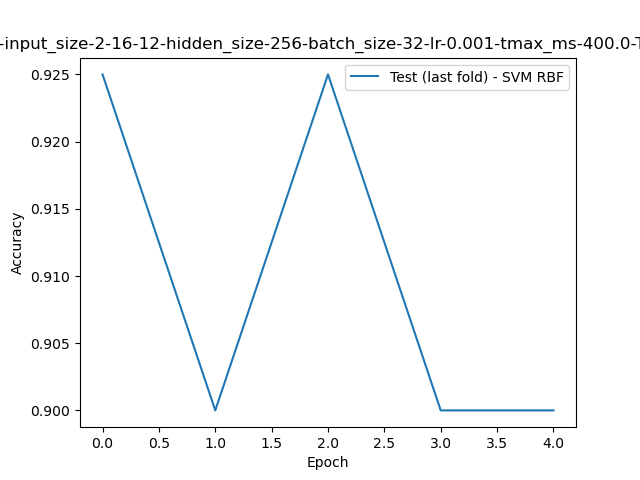 -input_size-2-16-12-hidden_size-256-batch_size-32-lr-0.001-tmax_ms-400.0-T
Test (last fold) - SVM RBF
0.925
0.920
0.915
0.910
0.905
0.900
Accuracy
0.0 0.5 1.0 1.5 2.0 2.5 3.0 3.5 4.0
Epoch